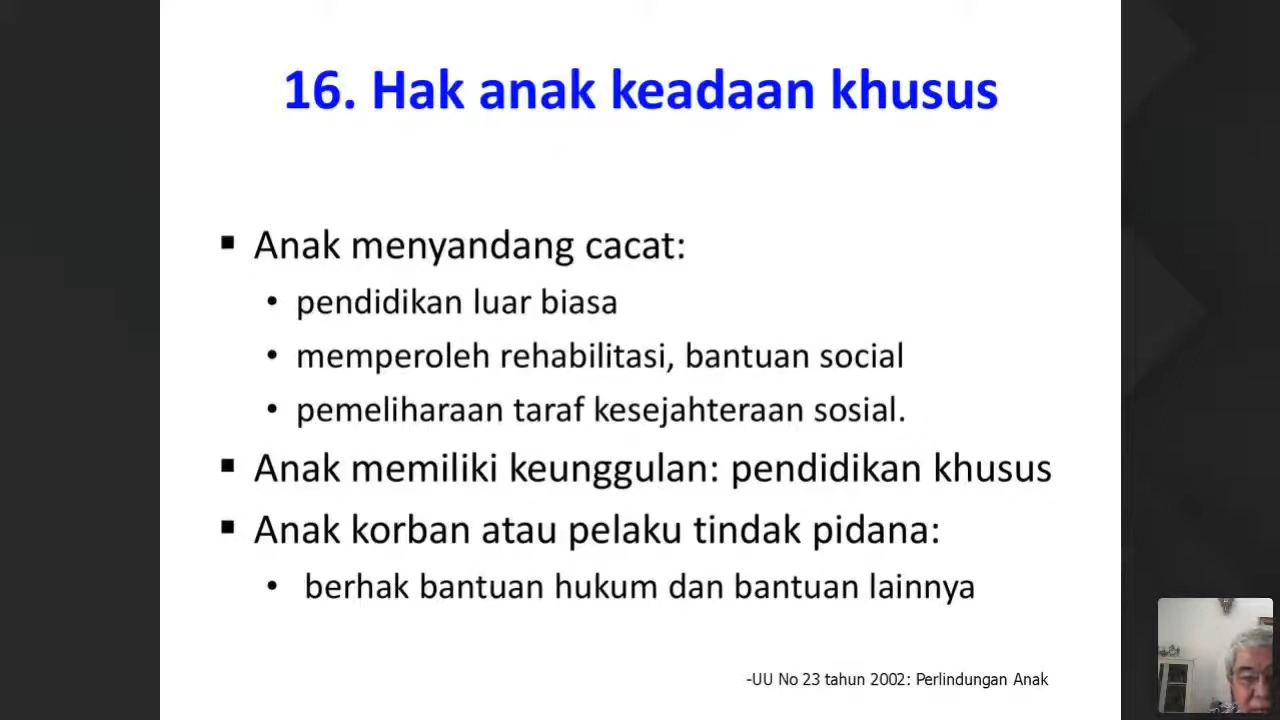 16. Hak anak keadaan khusus
▪ Anak menyandang cacat:
• pendidikan luar biasa
• memperoleh rehabilitasi, bantuan social
• pemeliharaan taraf kesejahteraan sosial.
▪ Anak memiliki keunggulan: pendidikan khusus
▪ Anak korban atau pelaku tindak pidana:
• berhak bantuan hukum dan bantuan lainnya
-UU No 23 tahun 2002: Perlindungan Anak